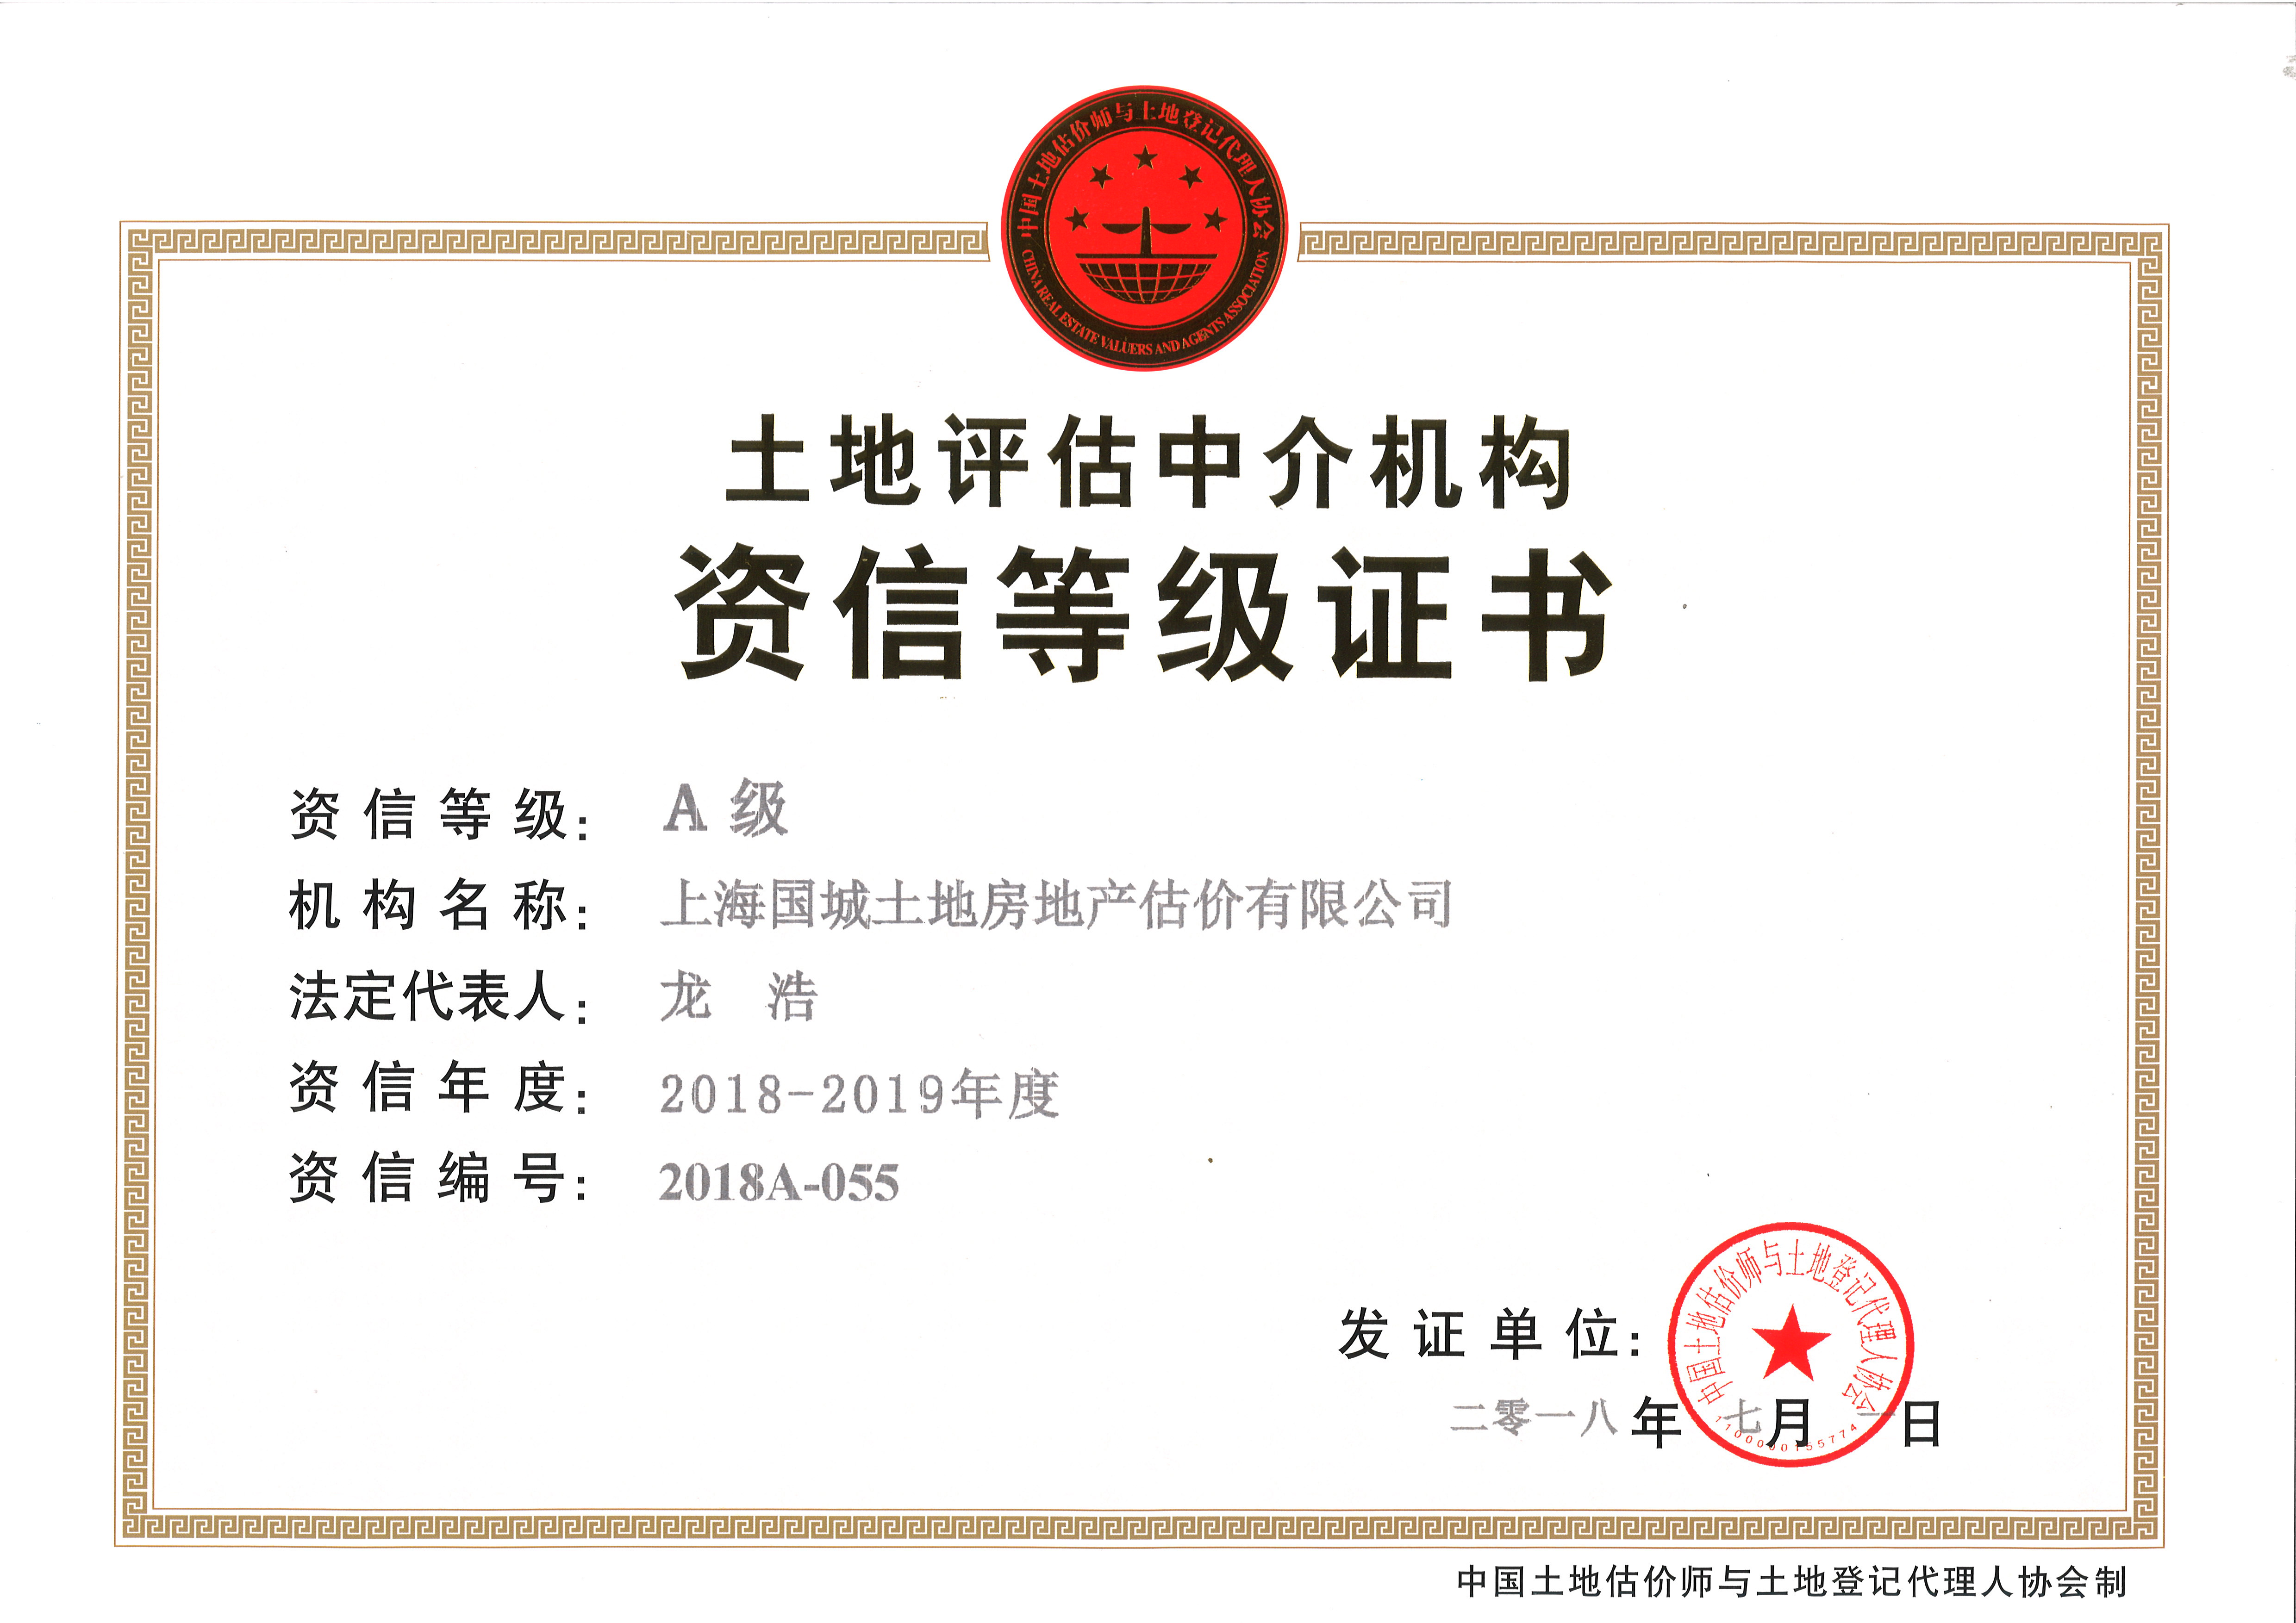 中国土地估价师与土地登记代理人协会
CHINA REAL ESTATE VALUERS AND AGENTS ASSOCIATION
土地评估中介机构
资信等级证书
资信等级： A 级
机构名称： 上海国城土地房地产估价有限公司
法定代表人： 龙 浩
资信年度： 2018-2019年度
资信编号： 2018A-055
发证单位：
中国土地估价师与土地登记代理人协会
二零一八年七月一日
1100000155774
中国土地估价师与土地登记代理人协会制